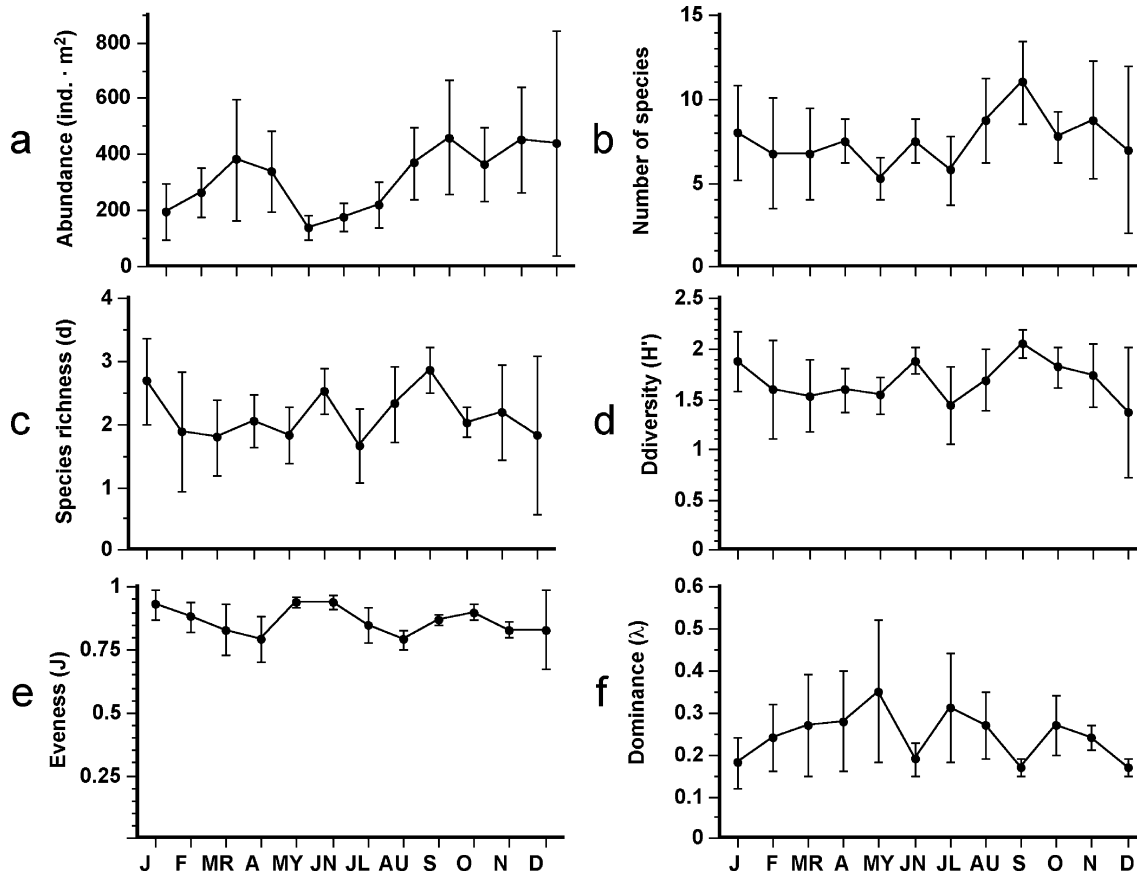 a
Abundance (ind. · m²)
800
600
400
200
0
b
Number of species
15
10
5
0
c
Species richness (d)
4
3
2
1
0
d
Ddiversity (H')
2.5
2
1.5
1
0.5
0
e
Eveness (J)
1
0.75
0.5
0.25
J F MR A MY JN JL AU S O N D
f
Dominance (λ)
0.6
0.5
0.4
0.3
0.2
0.1
0
J F MR A MY JN JL AU S O N D